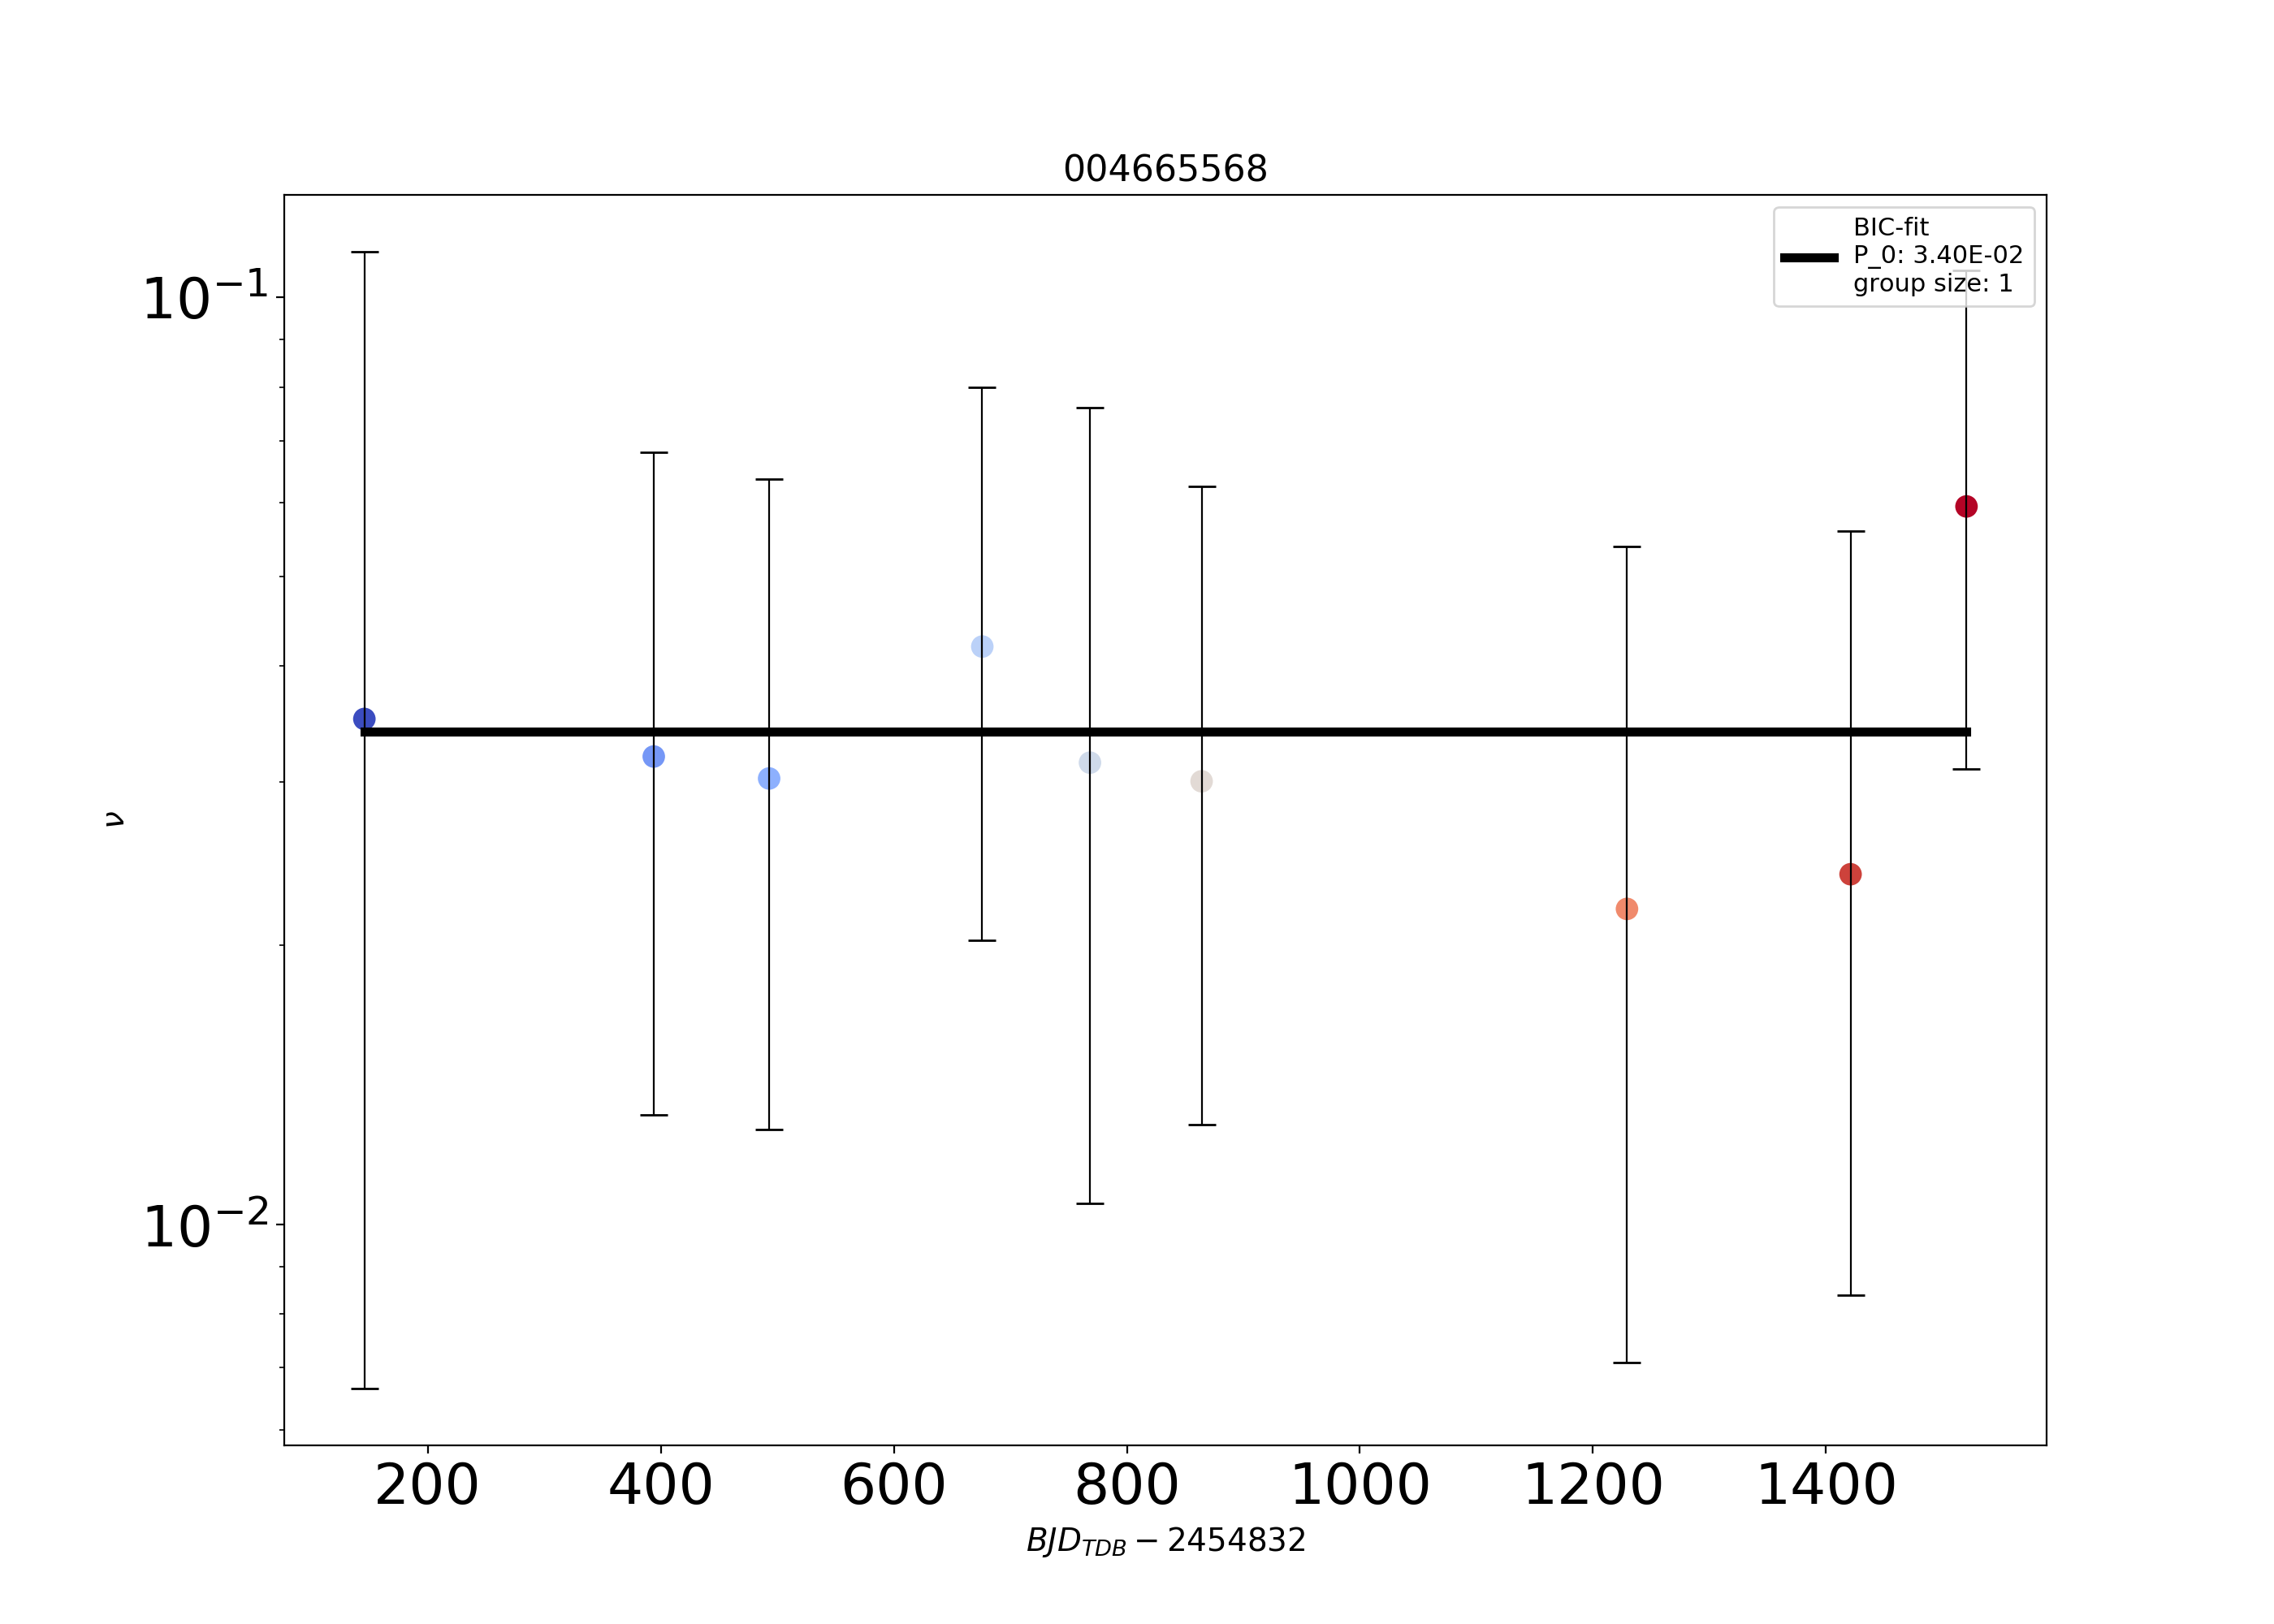 004665568
BIC-fit
P_0: 3.40E-02
group size: 1
10⁻¹
10⁻²
ν
200 400 600 800 1000 1200 1400
BJD_TDB − 2454832